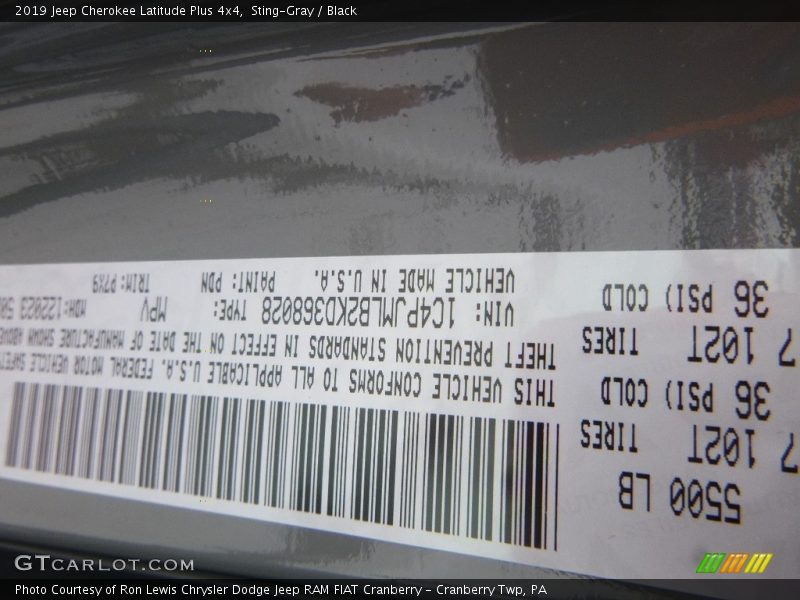 2019 Jeep Cherokee Latitude Plus 4x4, Sting-Gray / Black
5500 LB
7 102T TIRES
36 PSI) COLD
7 102T TIRES
36 PSI) COLD
THIS VEHICLE CONFORMS TO ALL APPLICABLE U.S.A. FEDERAL MOTOR VEHICLE SAFETY
THEFT PREVENTION STANDARDS IN EFFECT ON THE DATE OF MANUFACTURE SHOWN ABOVE
VIN: 1C4PJMLB2KD368028 TYPE: MPV MDH: 122023
VEHICLE MADE IN U.S.A. PAINT: PDN TRIM: P7X9
GTCARLOT.COM
Photo Courtesy of Ron Lewis Chrysler Dodge Jeep RAM FIAT Cranberry - Cranberry Twp, PA